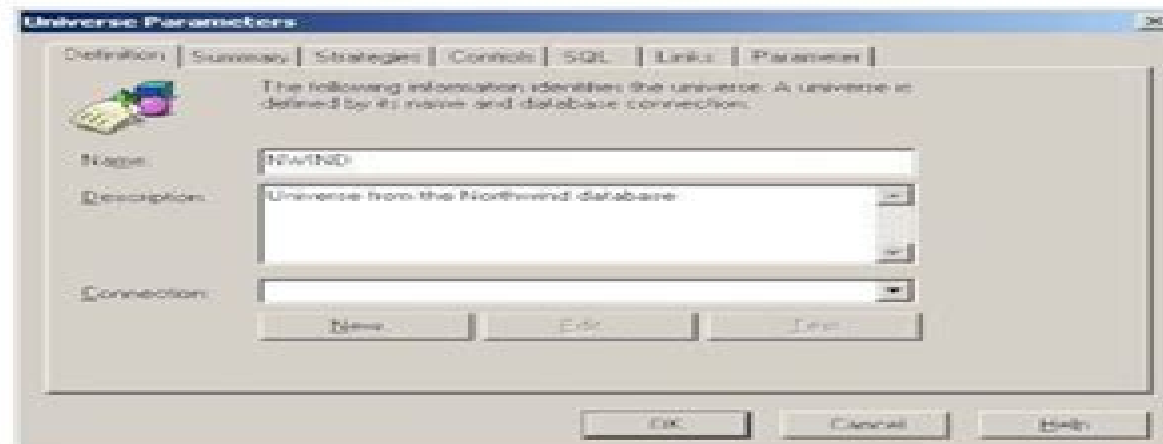 Universe Parameters
Definition Summary Strategies Controls SQL Links Parameter
The following information identifies the universe. A universe is
defined by its name and database connection.
Name
NWIND
Description
Universe from the Northwind database
Connection
New... Edit... Test...
OK Cancel Help